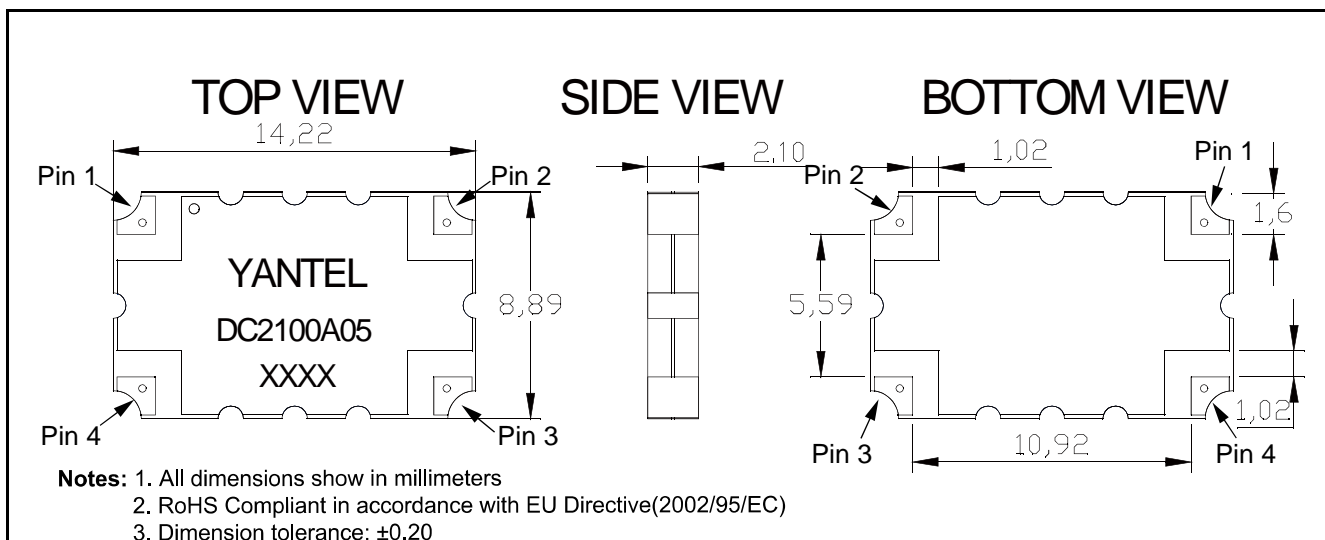 TOP VIEW
SIDE VIEW
BOTTOM VIEW
14,22
2,10
1,02
Pin 1
Pin 2
Pin 2
Pin 1
1,6
YANTEL
8,89
5,59
DC2100A05
XXXX
1,02
Pin 4
Pin 3
Pin 3
10,92
Pin 4
Notes: 1. All dimensions show in millimeters
2. RoHS Compliant in accordance with EU Directive(2002/95/EC)
3. Dimension tolerance: ±0.20